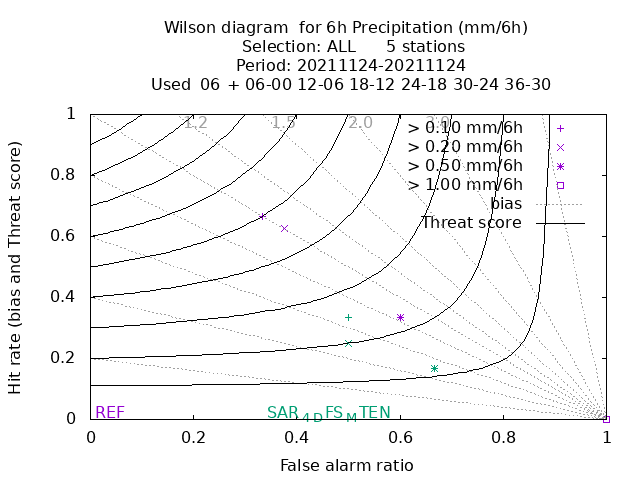 Wilson diagram for 6h Precipitation (mm/6h)
Selection: ALL 5 stations
Period: 20211124-20211124
Used 06 + 06-00 12-06 18-12 24-18 30-24 36-30
Hit rate (bias and Threat score)
1
0.8
0.6
0.4
0.2
0
1.2 1.5 2.0 3.0
> 0.10 mm/6h
> 0.20 mm/6h
> 0.50 mm/6h
> 1.00 mm/6h
bias
Threat score
REF SAR_4D FS_M TEN
0 0.2 0.4 0.6 0.8 1
False alarm ratio